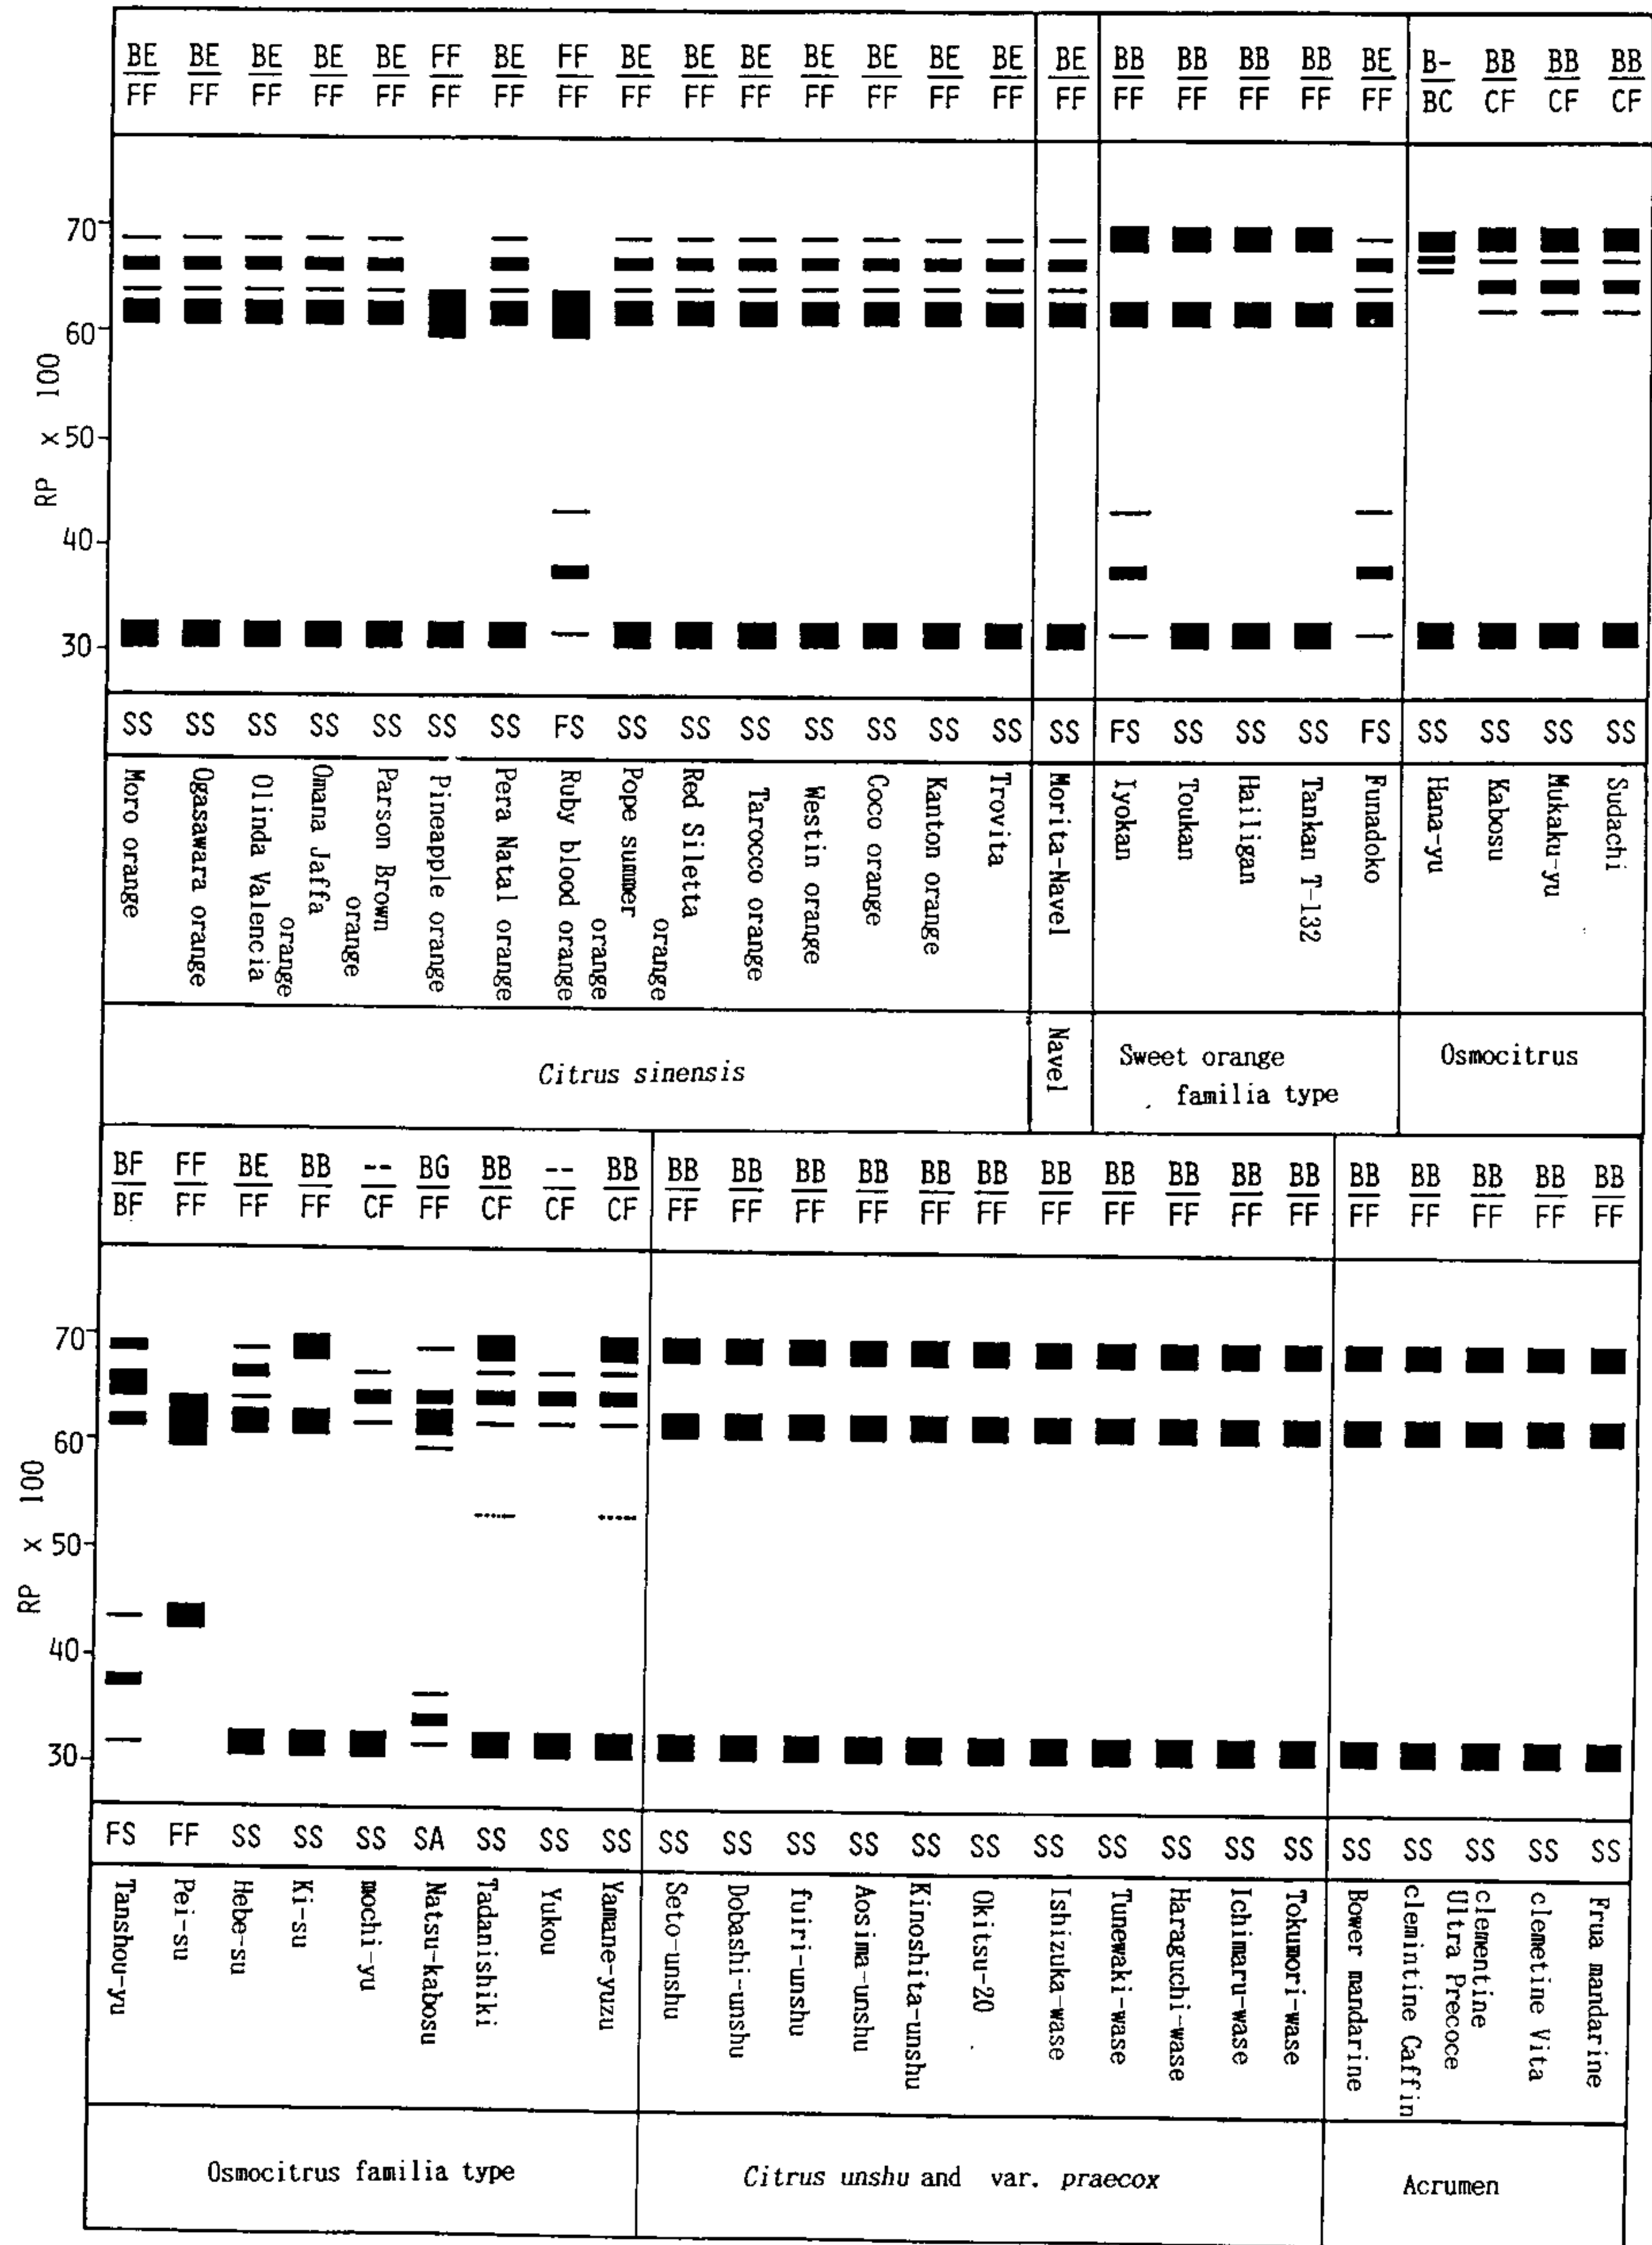 BE BE BE BE BE FF BE FF BE BE BE BE BE BE BE BE BB BB BB BB BE B- BB BB BB
FF FF FF FF FF FF FF FF FF FF FF FF FF FF FF FF FF FF FF FF FF BC CF CF CF
70
60
50
40
30
RP x 100
SS SS SS SS SS SS SS FS SS SS SS SS SS SS SS SS FS SS SS SS FS SS SS SS SS
Moro orange
Ogasawara orange
Olinda Valencia
orange
Omana Jaffa
orange
Parson Brown
Pineapple orange
Pera Natal orange
Ruby blood orange
orange
Pope summer
orange
Red Siletta
Tarocco orange
Westin orange
Coco orange
Kanton orange
Trovita
Morita-Navel
Iyokan
Toukan
Hailigan
Tankan T-132
Funadoko
Hana-yu
Kabosu
Mukaku-yu
Sudachi
Citrus sinensis
Navel
Sweet orange
familia type
Osmocitrus
BF FF BE BB -- BG BB -- BB BB BB BB BB BB BB BB BB BB BB BB BB BB BB BB BB
BF FF FF FF CF FF CF CF CF FF FF FF FF FF FF FF FF FF FF FF FF FF FF FF FF
70
60
50
40
30
RP x 100
FS FF SS SS SS SA SS SS SS SS SS SS SS SS SS SS SS SS SS SS SS SS SS SS SS
Tanshou-yu
Pei-su
Hebe-su
Ki-su
mochi-yu
Natsu-kabosu
Tadanishiki
Yukou
Yamane-yuzu
Seto-unshu
Dobashi-unshu
fuiri-unshu
Aosima-unshu
Kinoshita-unshu
Okitsu-20
Ishizuka-wase
Tunewaki-wase
Haraguchi-wase
Ichimaru-wase
Tokumori-wase
Bower mandarine
clemintine Caffin
clementine
Ultra Precoce
clemetine Vita
Frua mandarine
Osmocitrus familia type
Citrus unshu and var. praecox
Acrumen